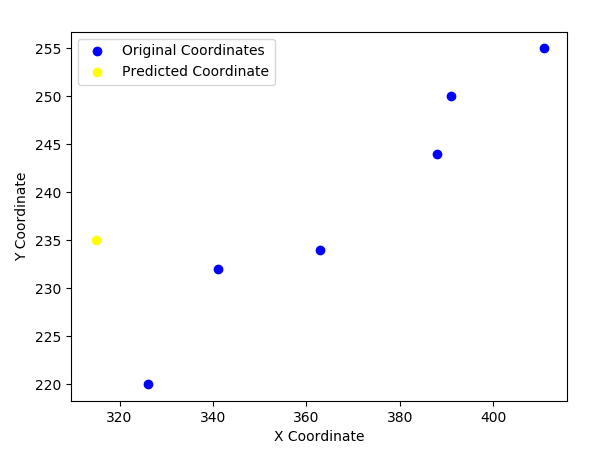 Original Coordinates
Predicted Coordinate
255
250
245
240
235
230
225
220
Y Coordinate
320 340 360 380 400
X Coordinate